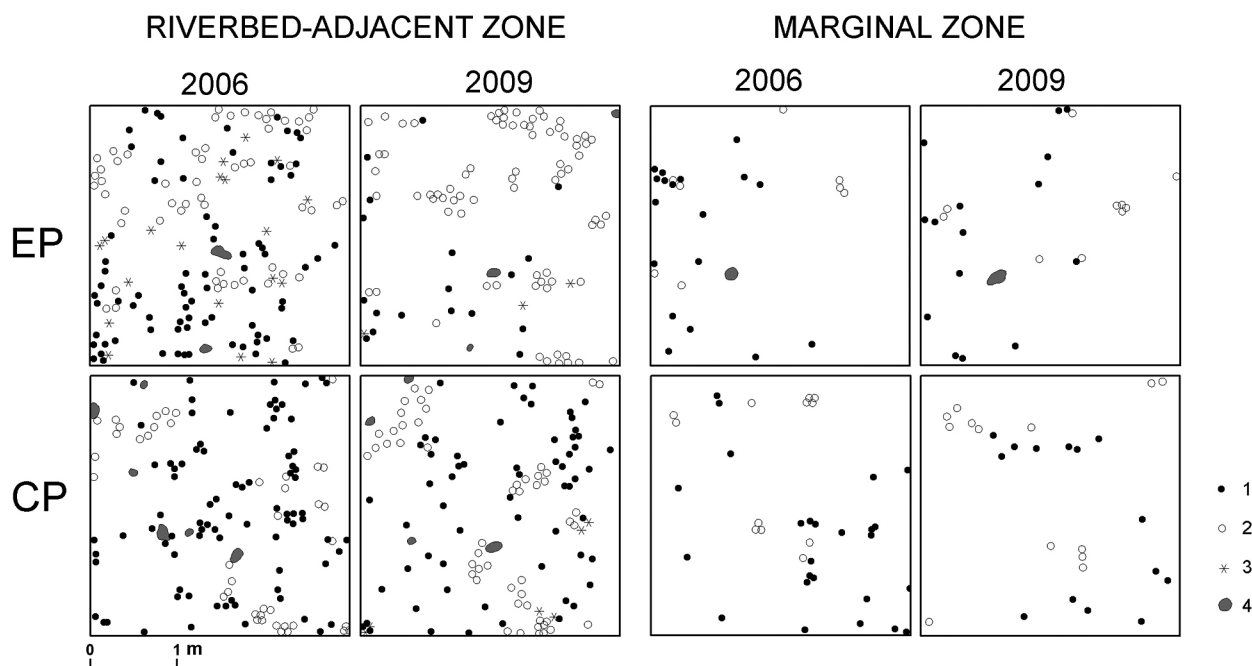 RIVERBED-ADJACENT ZONE
MARGINAL ZONE
2006
2009
2006
2009
EP
CP
1
2
3
4
0
1 m